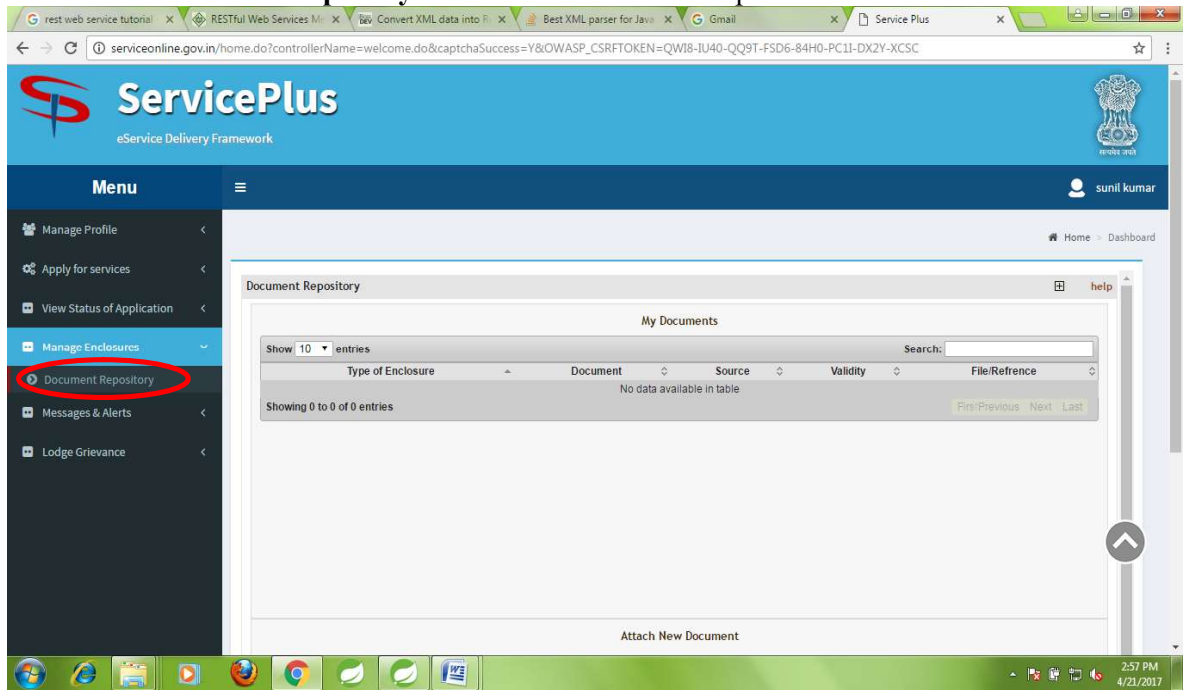 rest web service tutorial
RESTful Web Services
Convert XML data into
Best XML parser for Java
Gmail
Service Plus
serviceonline.gov.in/home.do?controllerName=welcome.do&captchaSuccess=Y&OWASP_CSRFTOKEN=QWI8-IU40-QQ9T-FSD6-84H0-PC1I-DX2Y-XCSC
ServicePlus
eService Delivery Framework
सत्यमेव जयते
Menu
sunil kumar
Manage Profile
Home > Dashboard
Apply for services
Document Repository help
View Status of Application
My Documents
Manage Enclosures
Show 10 entries Search:
Document Repository
Type of Enclosure Document Source Validity File/Refrence
No data available in table
Messages & Alerts
Showing 0 to 0 of 0 entries First Previous Next Last
Lodge Grievance
Attach New Document
2:57 PM
4/21/2017